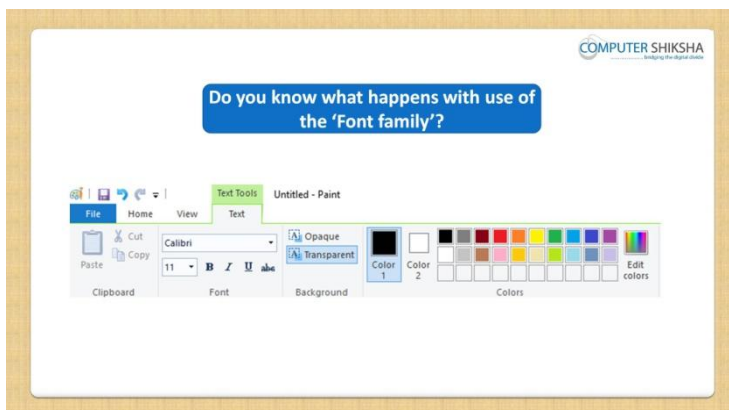 COMPUTER SHIKSHA
bridging the digital divide
Do you know what happens with use of
the ‘Font family’?
Text Tools Untitled - Paint
File Home View Text
Paste
Cut
Copy
Clipboard
Calibri
11 B I U abc
Font
Opaque
Transparent
Background
Color
1
Color
2
Edit
colors
Colors